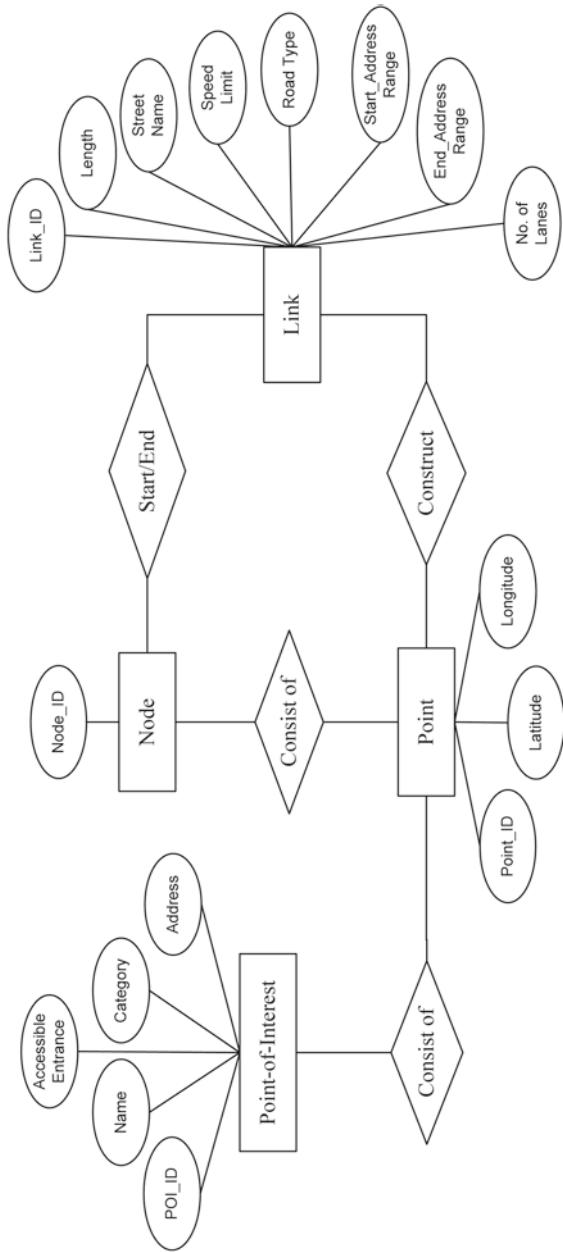 Accessible
Entrance
Name
Category
POI_ID
Address
Point-of-Interest
Consist of
Node_ID
Node
Consist of
Point
Point_ID
Latitude
Longitude
Start/End
Construct
Link
Link_ID
Length
Street
Name
Speed
Limit
Road Type
Start_Address
Range
End_Address
Range
No. of
Lanes